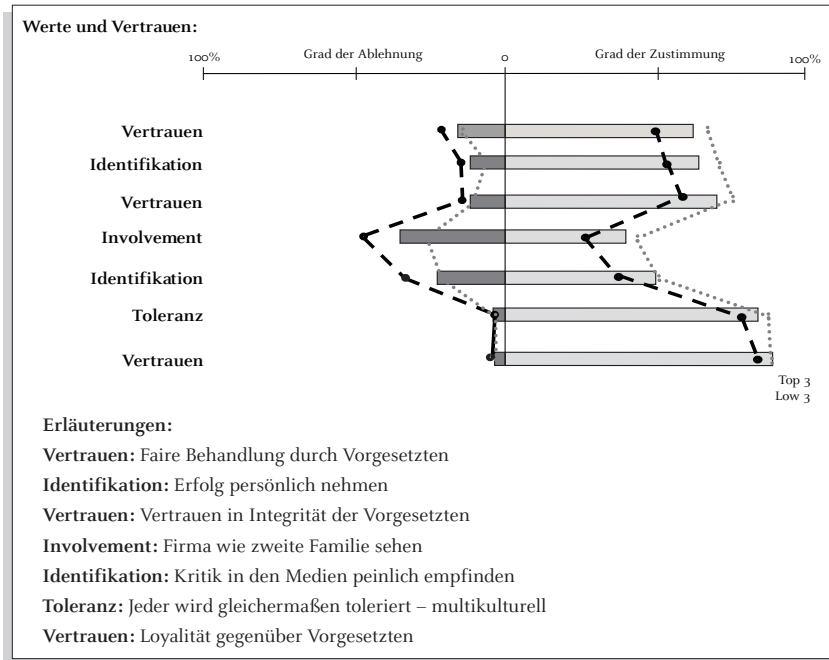 Werte und Vertrauen:
100% Grad der Ablehnung 0 Grad der Zustimmung 100%
Vertrauen
Identifikation
Vertrauen
Involvement
Identifikation
Toleranz
Vertrauen
Top 3
Low 3
Erläuterungen:
Vertrauen: Faire Behandlung durch Vorgesetzten
Identifikation: Erfolg persönlich nehmen
Vertrauen: Vertrauen in Integrität der Vorgesetzten
Involvement: Firma wie zweite Familie sehen
Identifikation: Kritik in den Medien peinlich empfinden
Toleranz: Jeder wird gleichermaßen toleriert – multikulturell
Vertrauen: Loyalität gegenüber Vorgesetzten